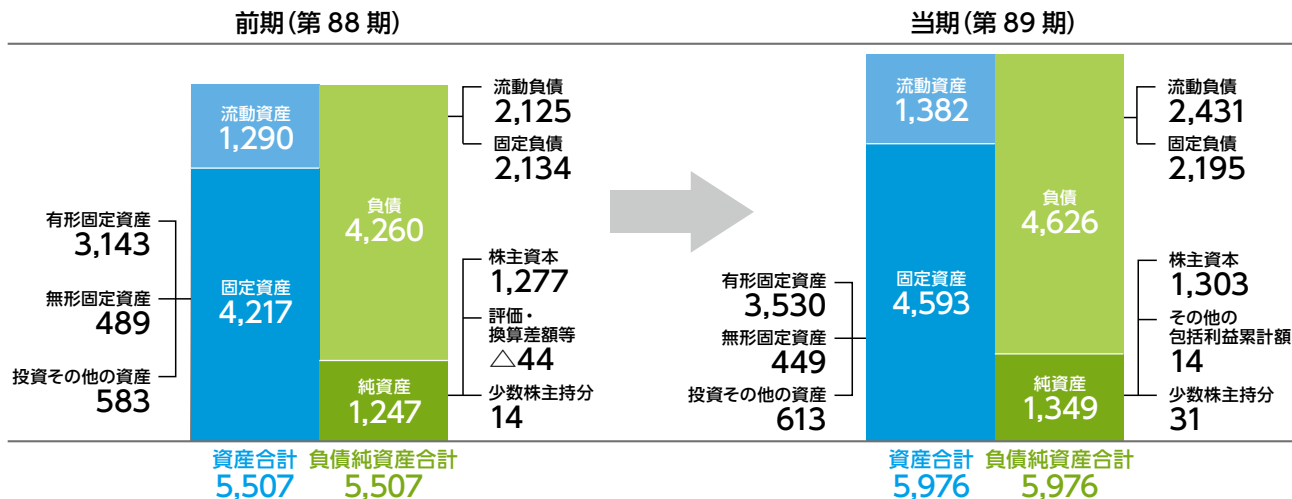 前期(第 88 期)
流動資産
1,290
固定資産
4,217
有形固定資産
3,143
無形固定資産
489
投資その他の資産
583
負債
4,260
純資産
1,247
流動負債
2,125
固定負債
2,134
株主資本
1,277
評価・
換算差額等
△44
少数株主持分
14
資産合計
5,507
負債純資産合計
5,507
当期(第 89 期)
流動資産
1,382
固定資産
4,593
有形固定資産
3,530
無形固定資産
449
投資その他の資産
613
負債
4,626
純資産
1,349
流動負債
2,431
固定負債
2,195
株主資本
1,303
その他の
包括利益累計額
14
少数株主持分
31
資産合計
5,976
負債純資産合計
5,976